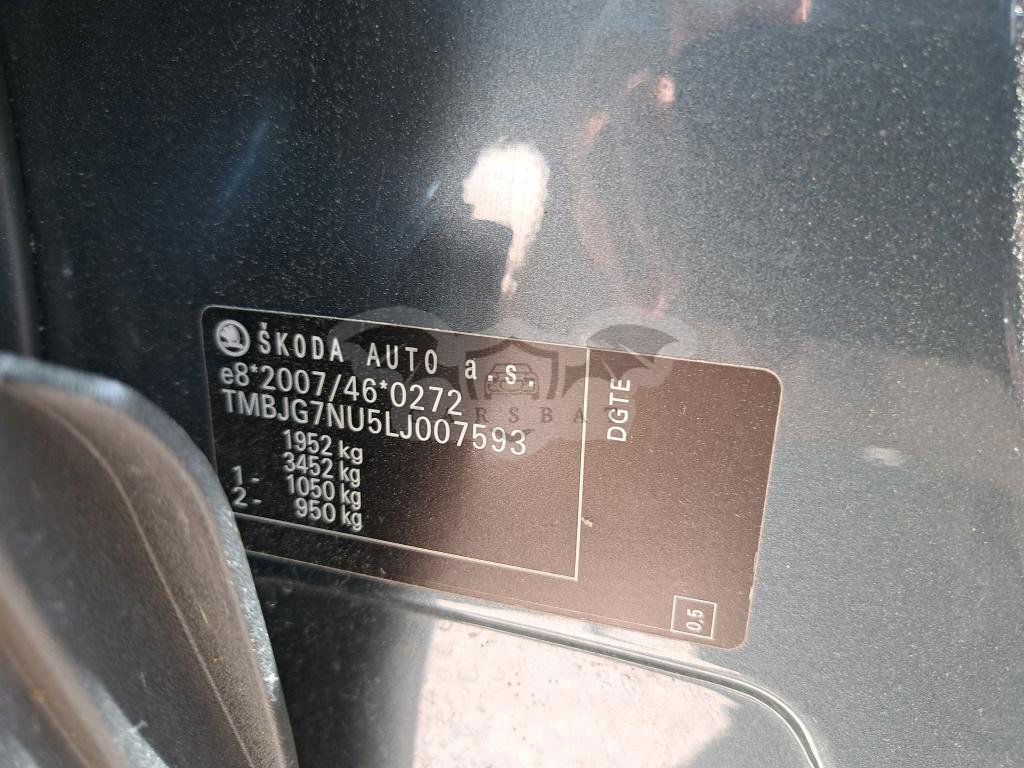 ŠKODA AUTO a.s.
e8*2007/46*0272
TMBJG7NU5LJ007593
1952 kg
3452 kg
1 - 1050 kg
2 - 950 kg
DGTE
0.5